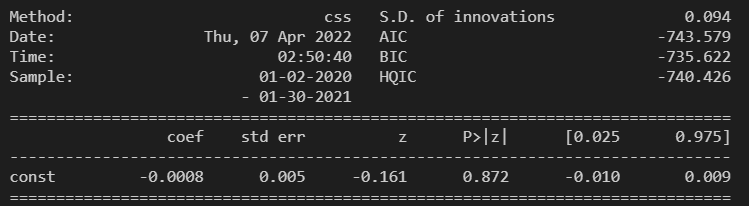 Method: css S.D. of innovations 0.094
Date: Thu, 07 Apr 2022 AIC -743.579
Time: 02:50:40 BIC -735.622
Sample: 01-02-2020 HQIC -740.426
- 01-30-2021
==============================================================================
coef std err z P>|z| [0.025 0.975]
------------------------------------------------------------------------------
const -0.0008 0.005 -0.161 0.872 -0.010 0.009
==============================================================================